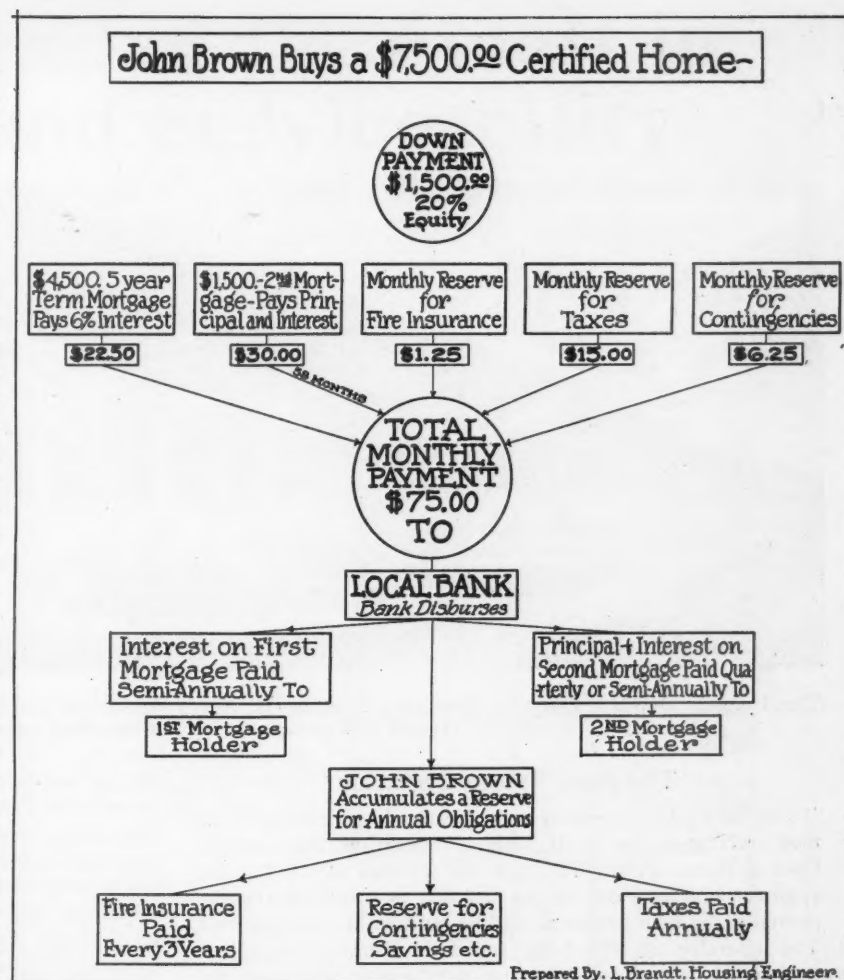 John Brown Buys a $7,500.00 Certified Home-
DOWN
PAYMENT
$1,500.00
20%
Equity
$4,500. 5 year
Term Mortgage
Pays 6% Interest
$22.50
$1,500.-2nd Mort-
gage-Pays Prin-
cipal and Interest
$30.00
Monthly Reserve
for
Fire Insurance
$1.25
Monthly Reserve
for
Taxes
$15.00
Monthly Reserve
for
Contingencies
$6.25
58 MONTHS
TOTAL
MONTHLY
PAYMENT
$75.00
TO
LOCAL BANK
Bank Disburses
Interest on First
Mortgage Paid
Semi-Annually To
1ST Mortgage
Holder
Principal + Interest on
Second Mortgage Paid Qua-
rterly or Semi-Annually To
2ND Mortgage
Holder
JOHN BROWN
Accumulates a Reserve
for Annual Obligations
Fire Insurance
Paid
Every 3 Years
Reserve for
Contingencies
Savings etc.
Taxes Paid
Annually
Prepared By. L. Brandt, Housing Engineer.